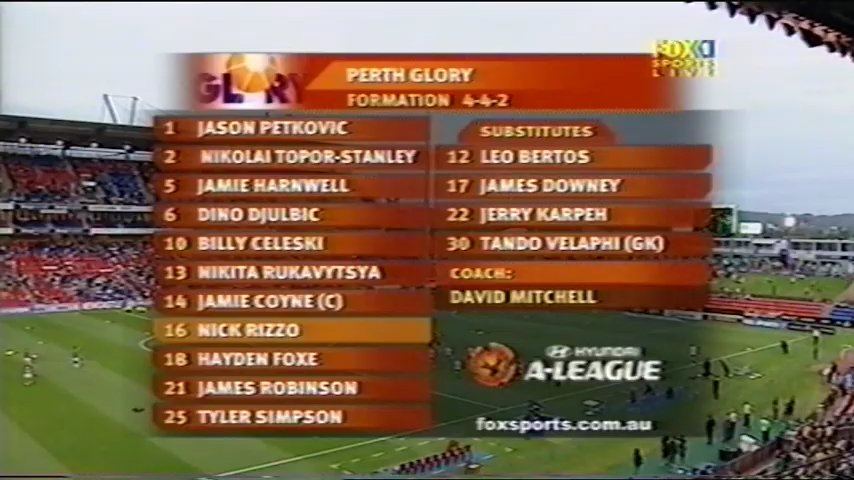 GLORY
PERTH GLORY
FORMATION 4-4-2
FOX
SPORTS
LIVE
1 JASON PETKOVIC
2 NIKOLAI TOPOR-STANLEY
5 JAMIE HARNWELL
6 DINO DJULBIC
10 BILLY CELESKI
13 NIKITA RUKAVYTSYA
14 JAMIE COYNE (C)
16 NICK RIZZO
18 HAYDEN FOXE
21 JAMES ROBINSON
25 TYLER SIMPSON
SUBSTITUTES
12 LEO BERTOS
17 JAMES DOWNEY
22 JERRY KARPEH
30 TANDO VELAPHI (GK)
COACH:
DAVID MITCHELL
HYUNDAI
A-LEAGUE
foxsports.com.au